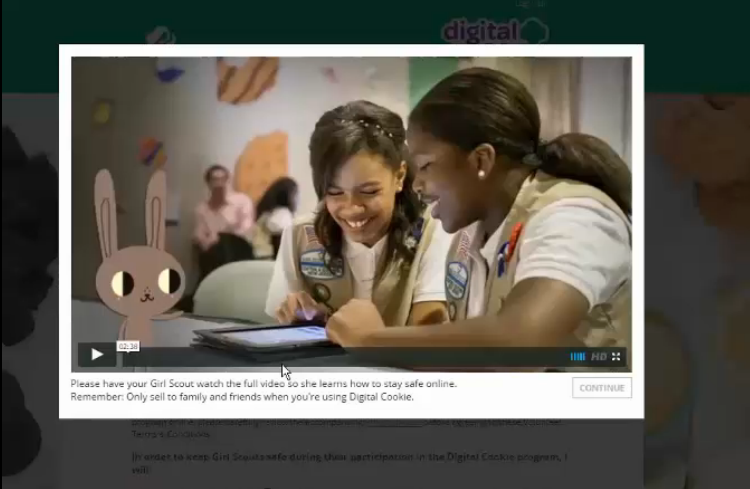 digital
02:38
HD
Please have your Girl Scout watch the full video so she learns how to stay safe online.
Remember: Only sell to family and friends when you're using Digital Cookie.
CONTINUE
Terms & Conditions
In order to keep Girl Scouts safe during their participation in the Digital Cookie program, I
will: